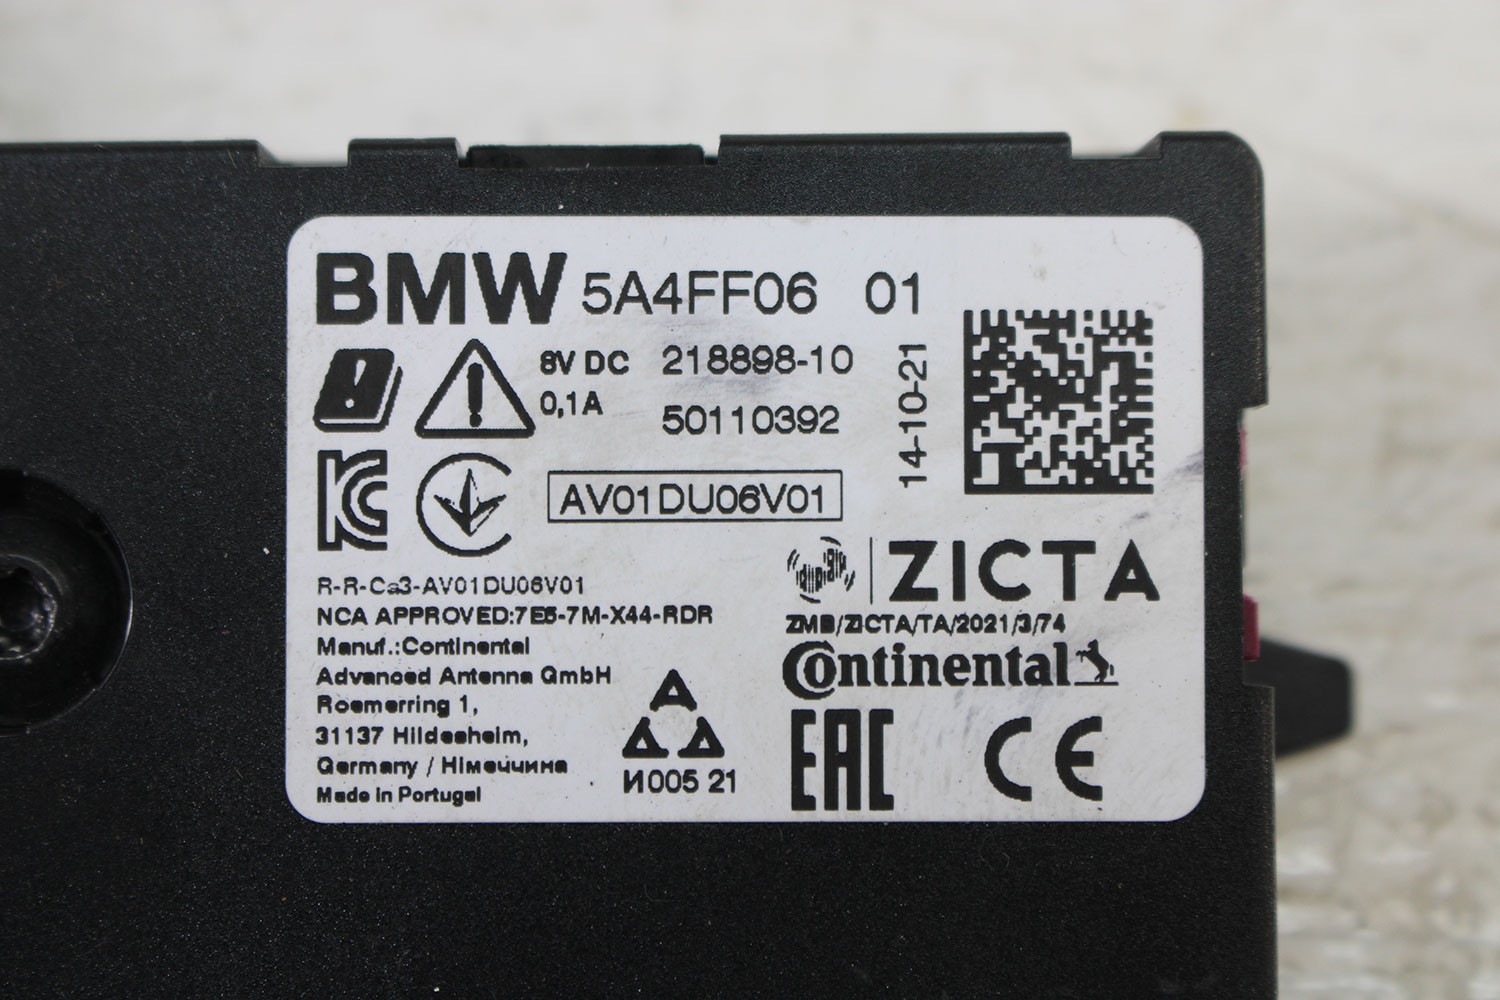 BMW 5A4FF06 01
8V DC 218898-10
0,1A 50110392
14-10-21
AV01DU06V01
ZICTA
R-R-Ca3-AV01DU06V01
NCA APPROVED:7E5-7M-X44-RDR
ZMB/ZICTA/TA/2021/3/74
Manuf.:Continental
Continental
Advanced Antenna GmbH
Roemerring 1,
31137 Hildesheim,
Germany / Німеччина
Made in Portugal
И005 21
EAC CE